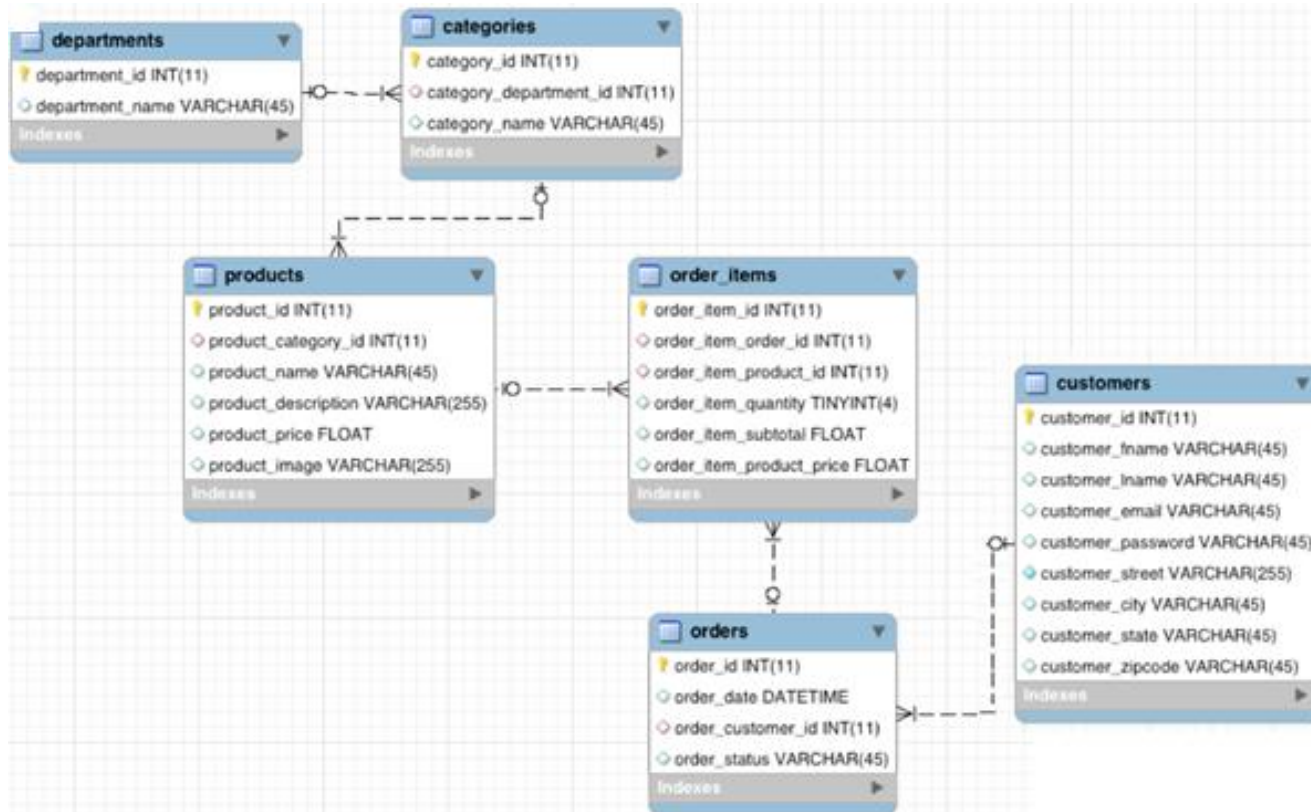 departments
department_id INT(11)
department_name VARCHAR(45)
Indexes
categories
category_id INT(11)
category_department_id INT(11)
category_name VARCHAR(45)
Indexes
products
product_id INT(11)
product_category_id INT(11)
product_name VARCHAR(45)
product_description VARCHAR(255)
product_price FLOAT
product_image VARCHAR(255)
Indexes
order_items
order_item_id INT(11)
order_item_order_id INT(11)
order_item_product_id INT(11)
order_item_quantity TINYINT(4)
order_item_subtotal FLOAT
order_item_product_price FLOAT
Indexes
customers
customer_id INT(11)
customer_fname VARCHAR(45)
customer_lname VARCHAR(45)
customer_email VARCHAR(45)
customer_password VARCHAR(45)
customer_street VARCHAR(255)
customer_city VARCHAR(45)
customer_state VARCHAR(45)
customer_zipcode VARCHAR(45)
Indexes
orders
order_id INT(11)
order_date DATETIME
order_customer_id INT(11)
order_status VARCHAR(45)
Indexes